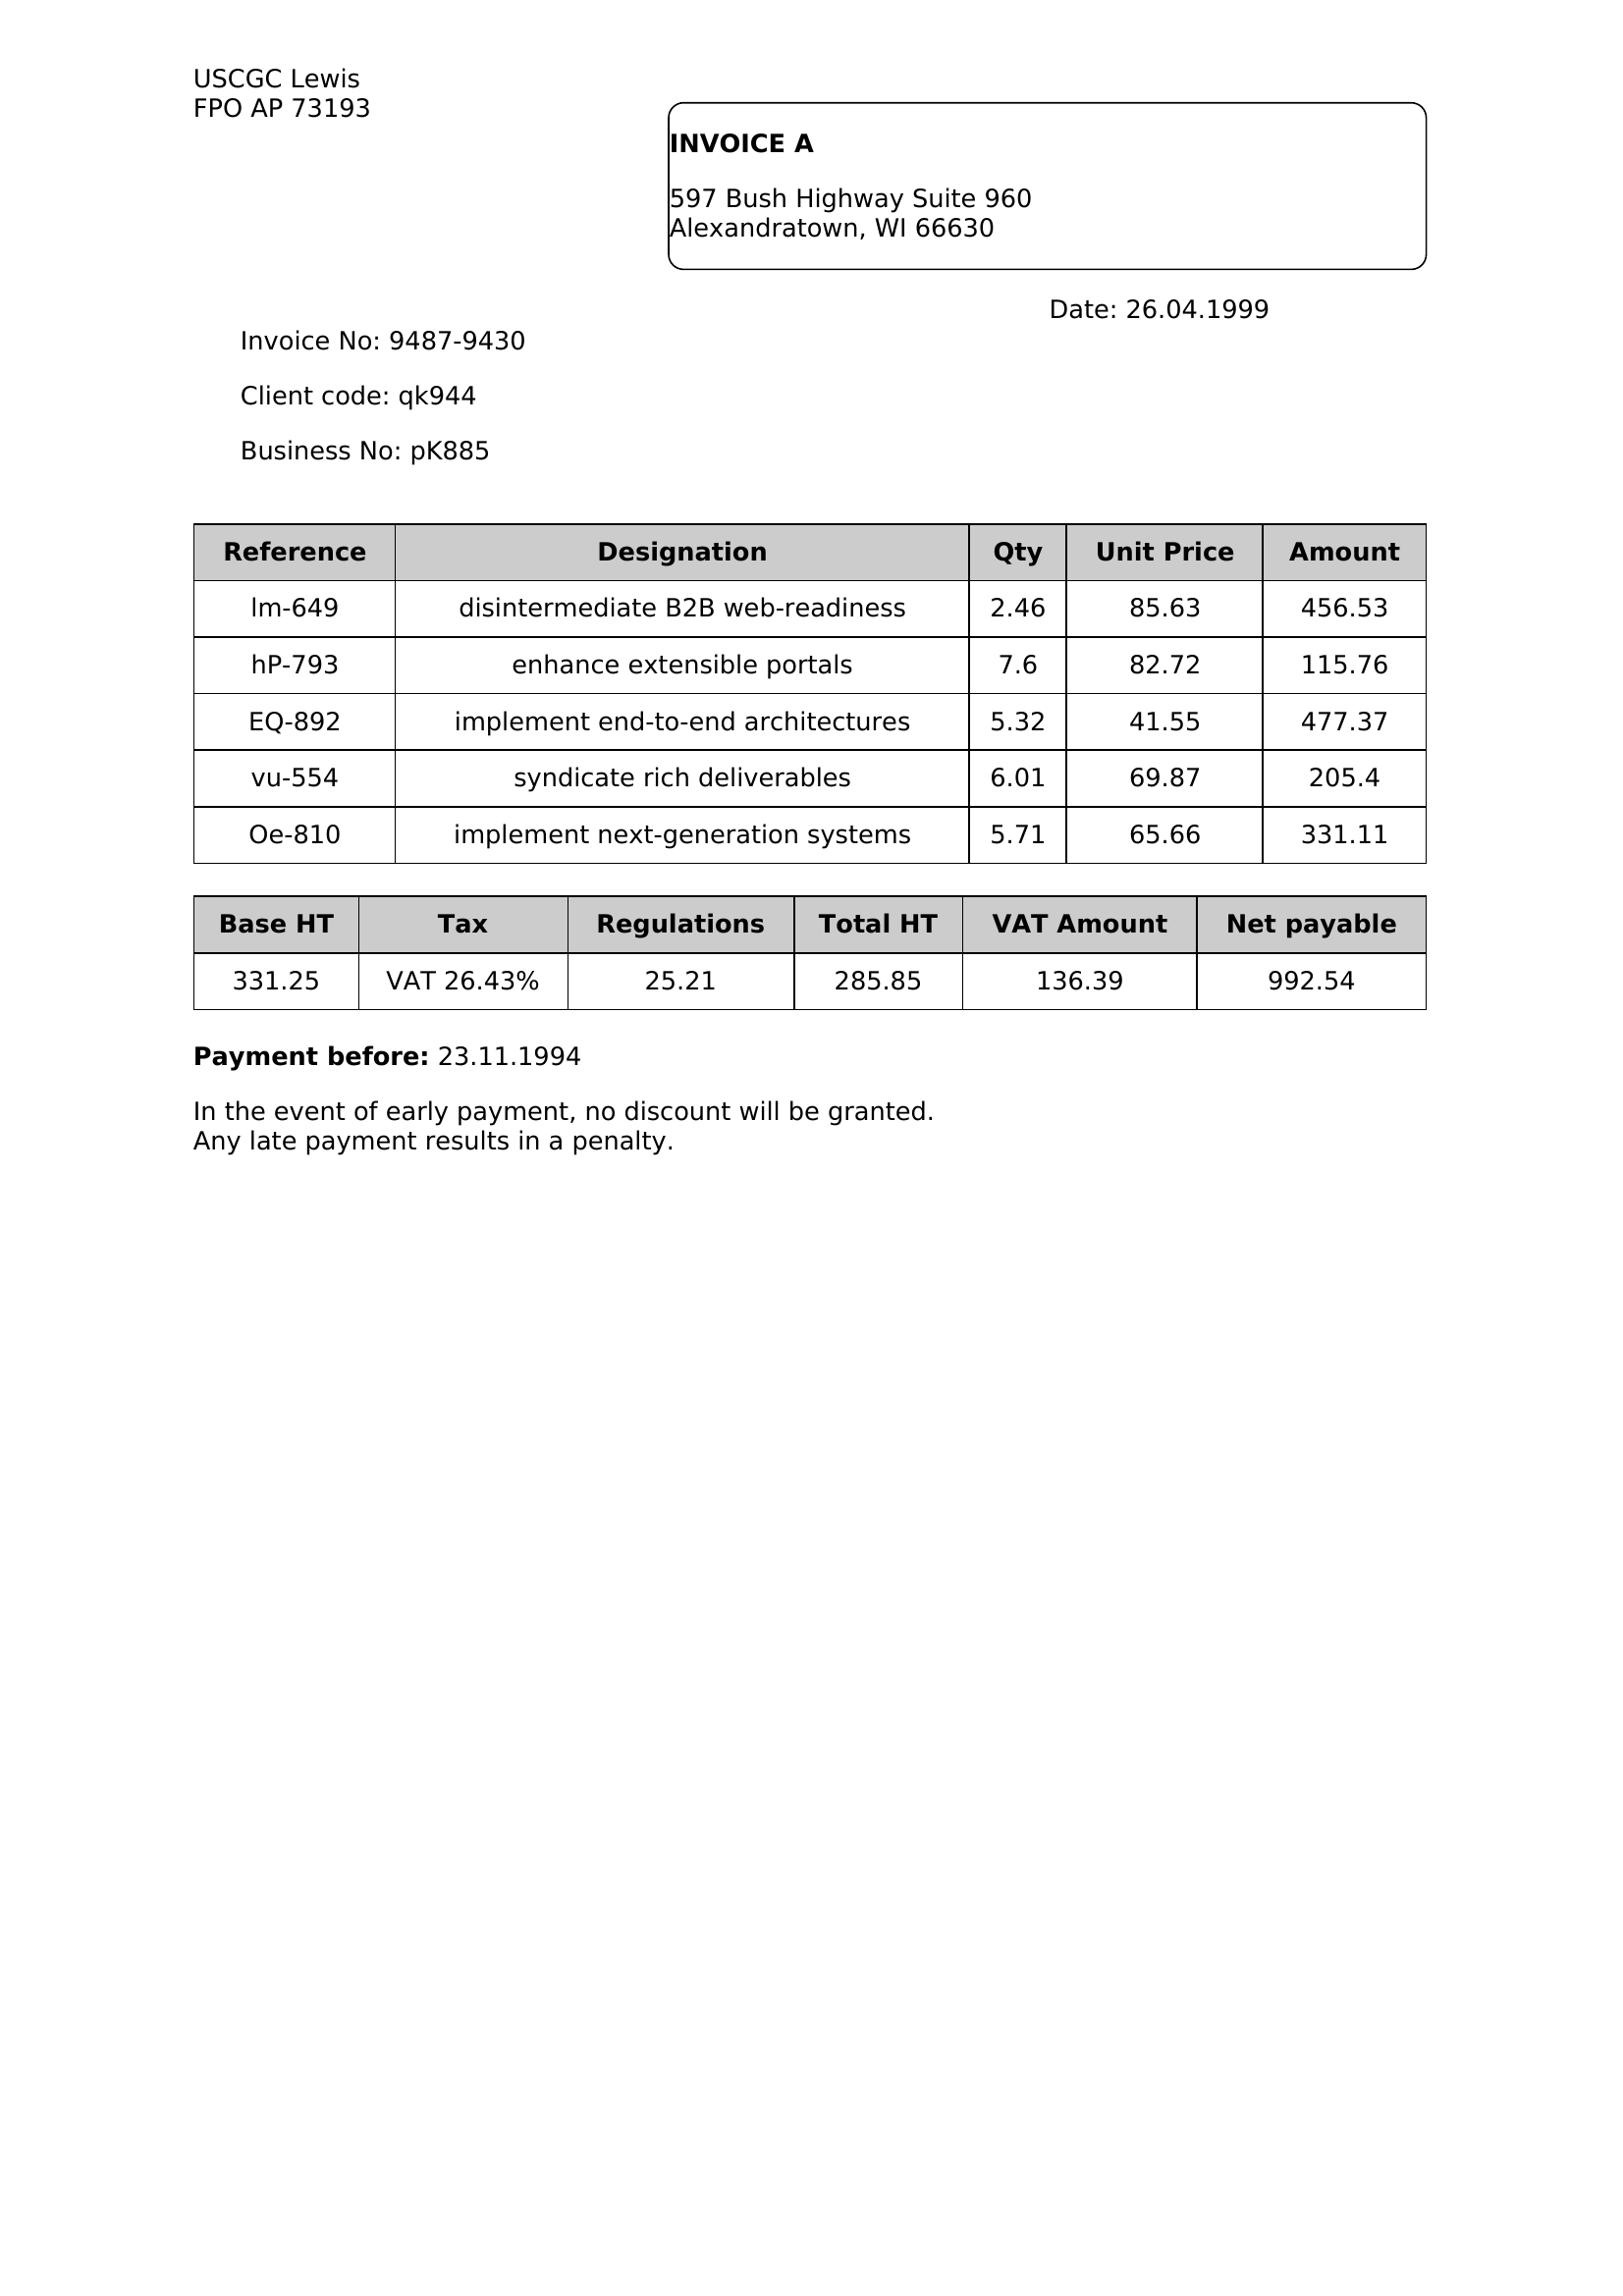 USCGC Lewis
FPO AP 73193
INVOICE A
597 Bush Highway Suite 960
Alexandratown, WI 66630
Date: 26.04.1999
Invoice No: 9487-9430
Client code: qk944
Business No: pK885
Reference Designation Qty Unit Price Amount
lm-649 disintermediate B2B web-readiness 2.46 85.63 456.53
hP-793 enhance extensible portals 7.6 82.72 115.76
EQ-892 implement end-to-end architectures 5.32 41.55 477.37
vu-554 syndicate rich deliverables 6.01 69.87 205.4
Oe-810 implement next-generation systems 5.71 65.66 331.11
Base HT Tax Regulations Total HT VAT Amount Net payable
331.25 VAT 26.43% 25.21 285.85 136.39 992.54
Payment before: 23.11.1994
In the event of early payment, no discount will be granted.
Any late payment results in a penalty.